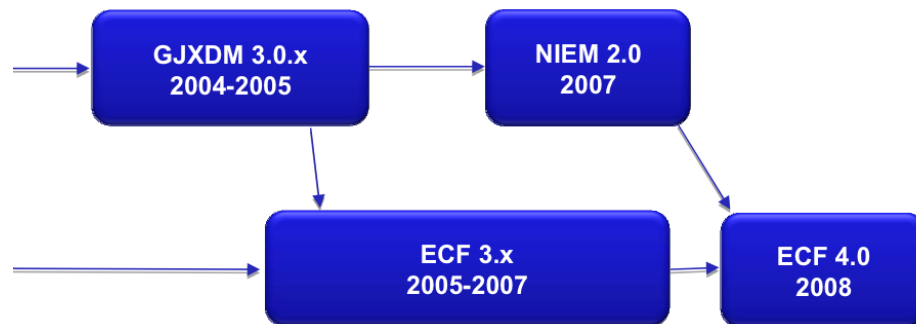 GJXDM 3.0.x
2004-2005
NIEM 2.0
2007
ECF 3.x
2005-2007
ECF 4.0
2008